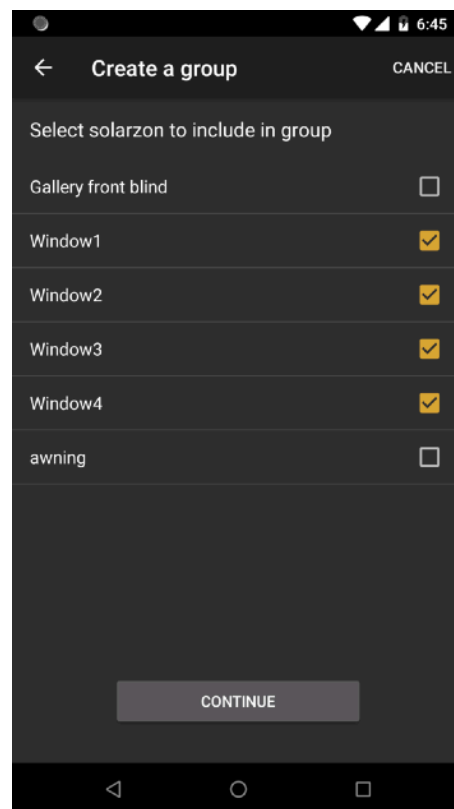 6:45
Create a group
CANCEL
Select solarzon to include in group
Gallery front blind
Window1
Window2
Window3
Window4
awning
CONTINUE